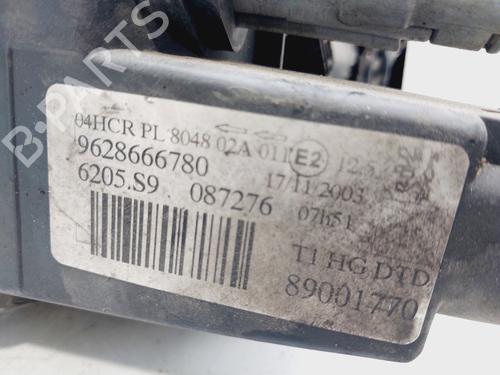 B-PARTS
04HCR PL 8048 02A 011 E2 12.
9628666780 17/11/2003
6205.S9 087276 07h51
T1 HG DTD
89001770